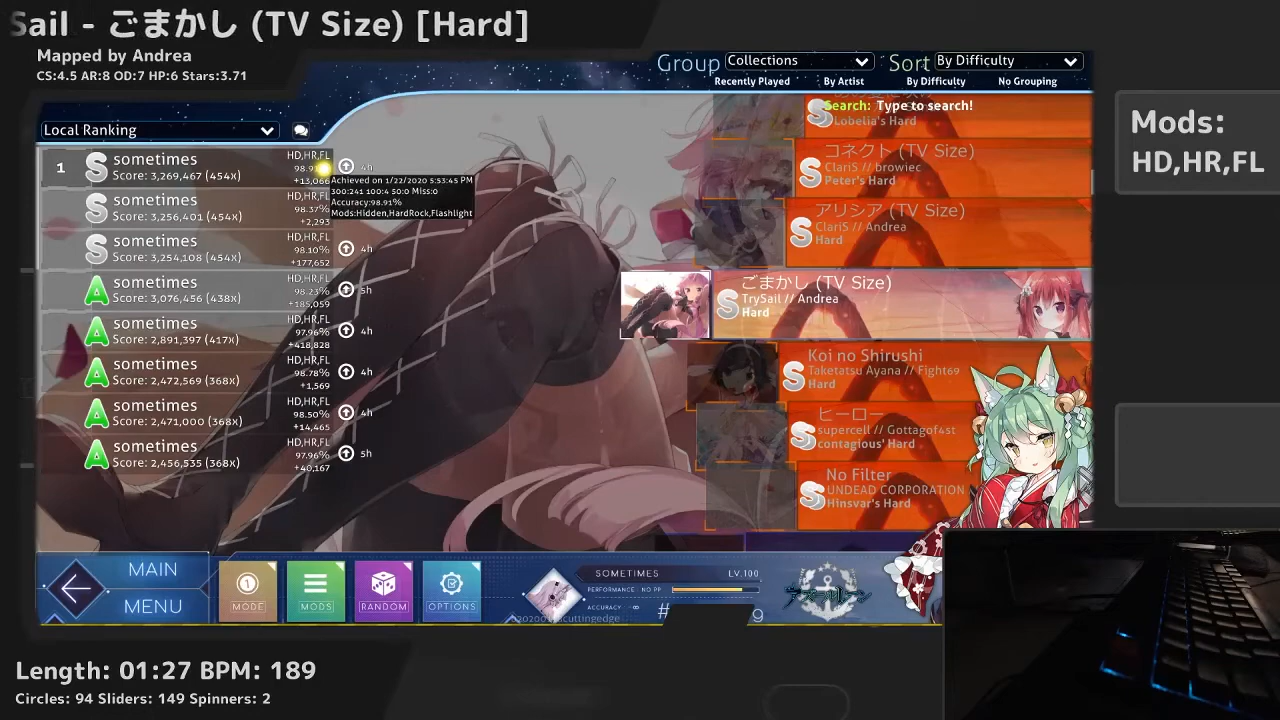 Sail - ごまかし (TV Size) [Hard]
Mapped by Andrea
CS:4.5 AR:8 OD:7 HP:6 Stars:3.71
Group Collections Sort By Difficulty
Recently Played By Artist By Difficulty No Grouping
Search: Type to search!
Lobelia's Hard
Local Ranking
1 S sometimes HD,HR,FL
Score: 3,269,467 (454x) 4h
+13,066
Achieved on 1/22/2020 5:53:45 PM
300:241 100:4 50:0 Miss:0
Accuracy:98.91%
Mods:Hidden,HardRock,Flashlight
S sometimes HD,HR,FL
Score: 3,256,401 (454x) 98.37%
+2,293
S sometimes HD,HR,FL
Score: 3,254,108 (454x) 98.10% 4h
+177,652
A sometimes HD,HR,FL
Score: 3,076,456 (438x) 98.23% 5h
+185,059
A sometimes HD,HR,FL
Score: 2,891,397 (417x) 97.96% 4h
+418,828
A sometimes HD,HR,FL
Score: 2,472,569 (368x) 98.78% 4h
+1,569
A sometimes HD,HR,FL
Score: 2,471,000 (368x) 98.50% 4h
+14,465
A sometimes HD,HR,FL
Score: 2,456,535 (368x) 97.96% 5h
+40,167
S コネクト (TV Size)
ClariS // browiec
Peter's Hard
S アリシア (TV Size)
ClariS // Andrea
Hard
S ごまかし (TV Size)
TrySail // Andrea
Hard
S Koi no Shirushi
Taketatsu Ayana // Fight69
Hard
S ヒーロー
supercell // Gottagof4st
contagious' Hard
S No Filter
UNDEAD CORPORATION
Hinsvar's Hard
Mods:
HD,HR,FL
MAIN
MENU
MODE
MODS
RANDOM
OPTIONS
SOMETIMES LV.100
PERFORMANCE: NO PP
ACCURACY
# 9
アズールレーン
Length: 01:27 BPM: 189
Circles: 94 Sliders: 149 Spinners: 2